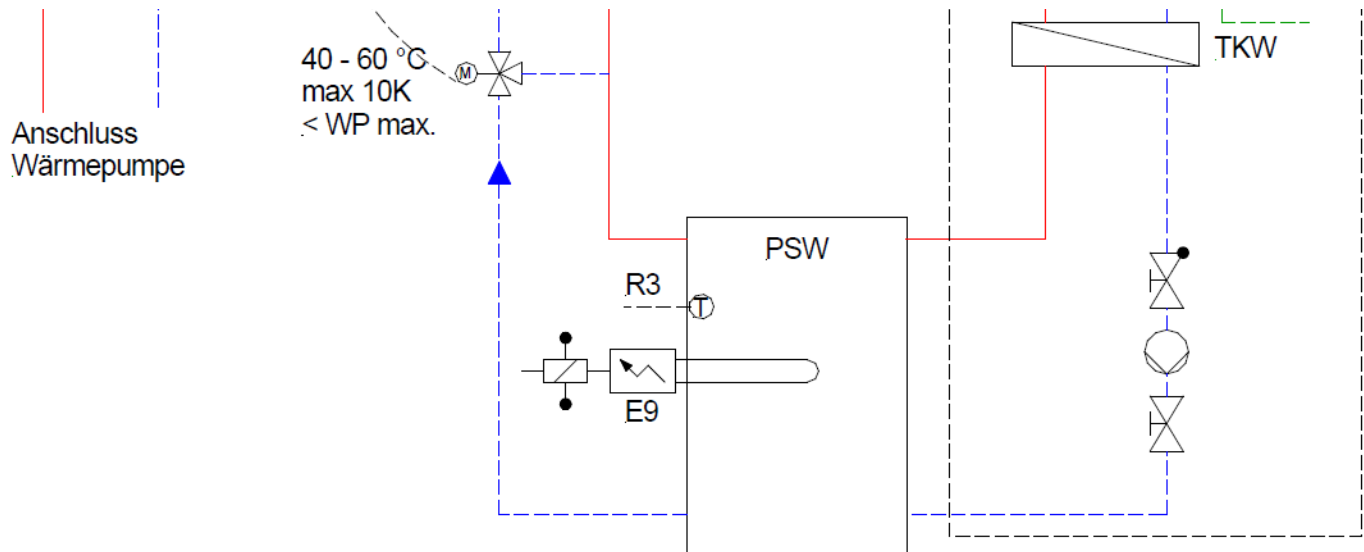 40 - 60 °C
max 10K
< WP max.
M
TKW
Anschluss
Wärmepumpe
PSW
R3
T
E9